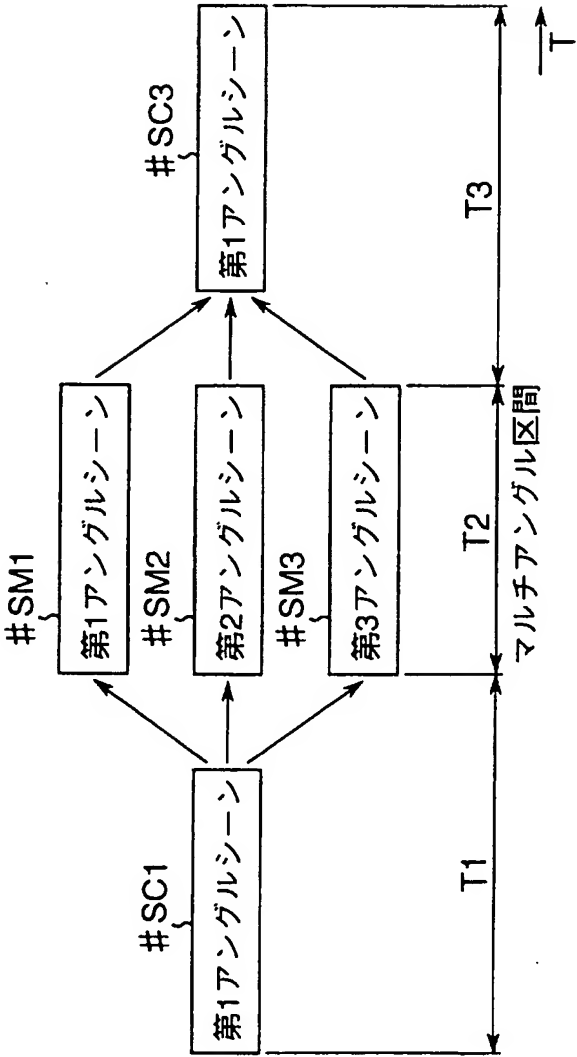 #SC1
第1アングルシーン
#SM1
第1アングルシーン
#SM2
第2アングルシーン
#SM3
第3アングルシーン
#SC3
第1アングルシーン
T1
T2
T3
マルチアングル区間
T